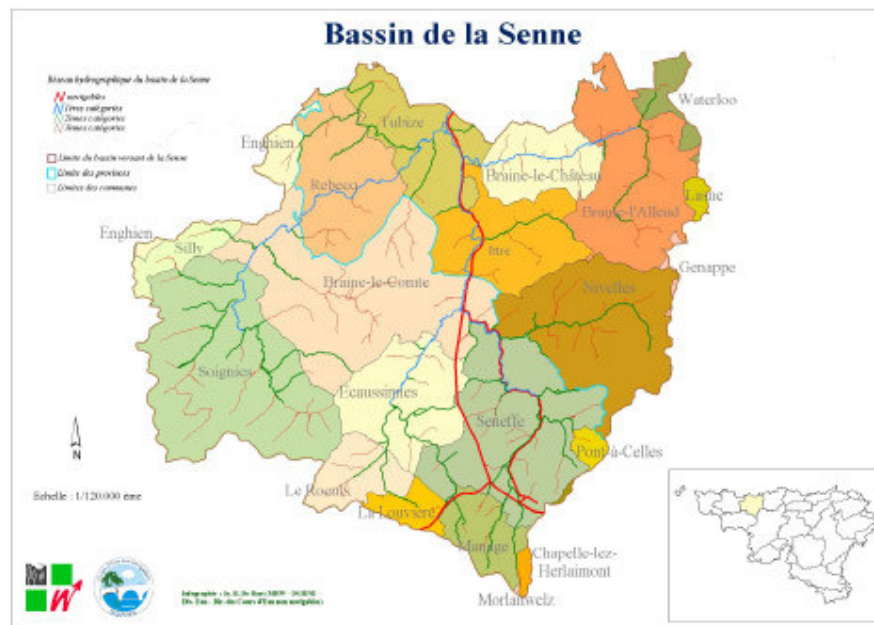 Bassin de la Senne
Réseau hydrographique du bassin de la Senne
navigables
1ères catégories
2èmes catégories
3èmes catégories
Limite du bassin versant de la Senne
Limite des provinces
Limites des communes
Waterloo
Tubize
Enghien
Braine-le-Château
Rebecq
Lasne
Braine-l'Alleud
Enghien
Silly
Ittre
Genappe
Braine-le-Comte
Nivelles
Soignies
Ecaussinnes
Seneffe
Pont-à-Celles
N
Le Roeulx
Echelle : 1/120.000 ème
La Louvière
Manage
Chapelle-lez-
Herlaimont
Morlanwelz